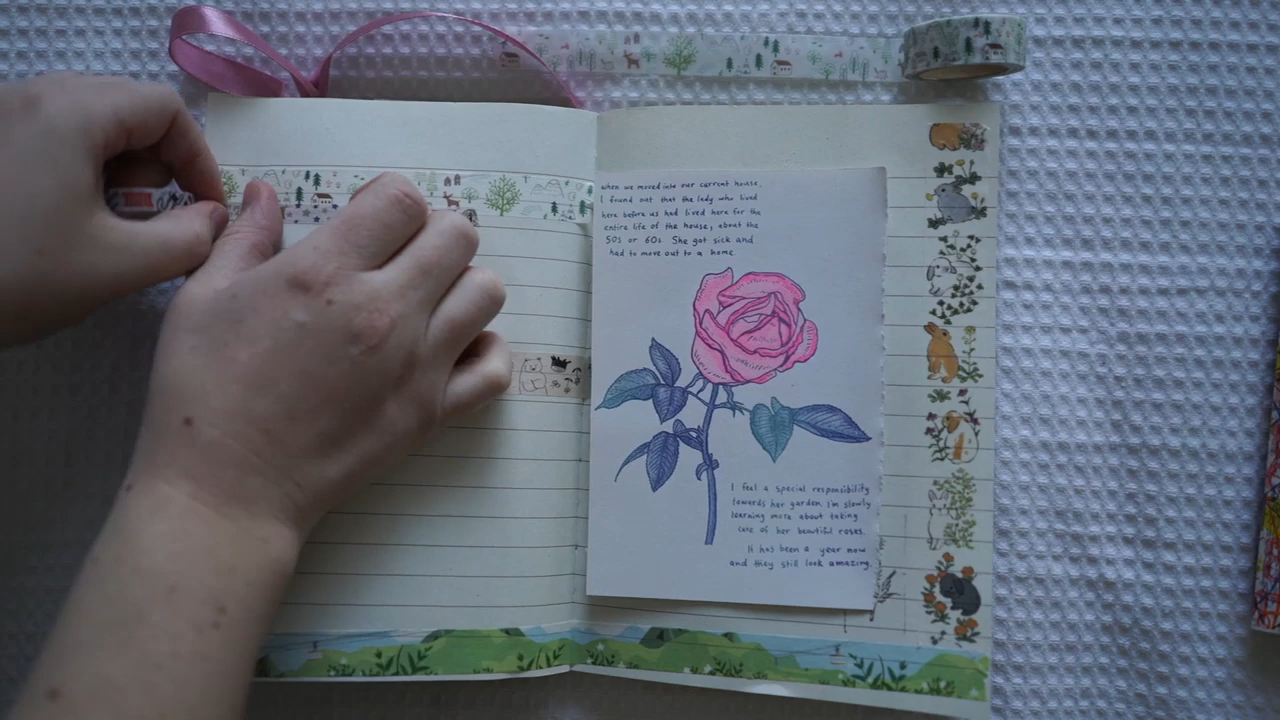 when we moved into our current house,
I found out that the lady who lived
here before us had lived here for the
entire life of the house, about the
50s or 60s. She got sick and
had to move out to a home.
I feel a special responsibility
towards her garden. I'm slowly
learning more about taking
care of her beautiful roses.
It has been a year now
and they still look amazing.